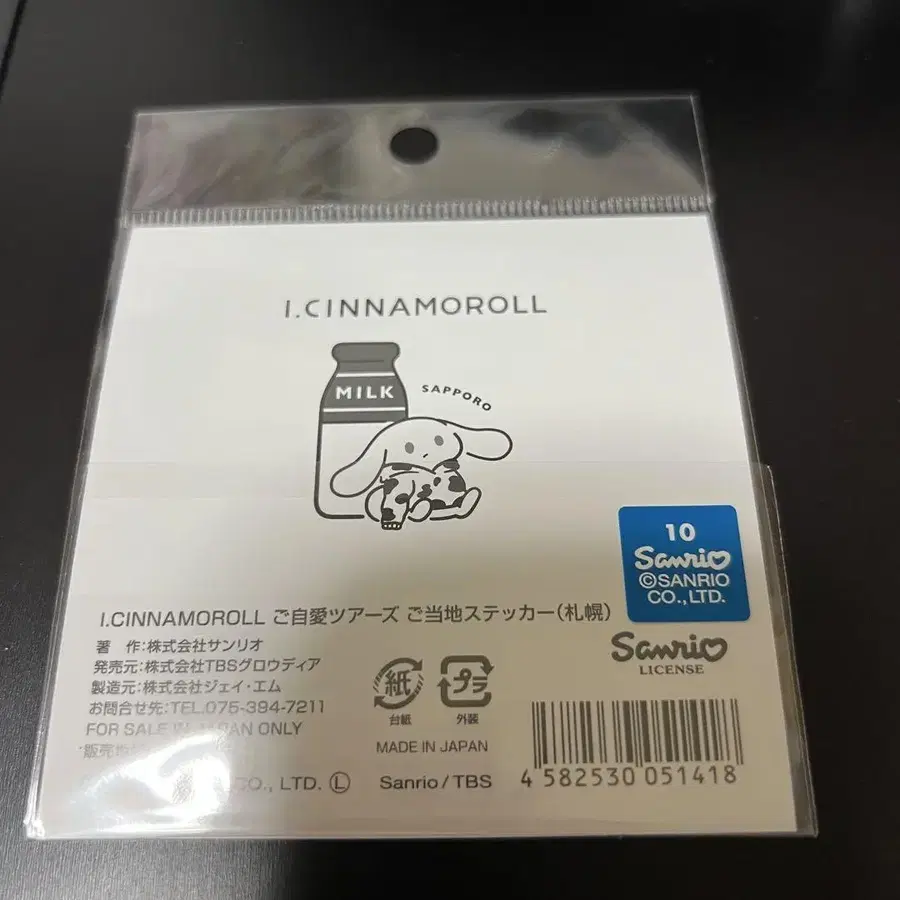 I.CINNAMOROLL
MILK
SAPPORO
10
Sanrio
©SANRIO
CO.,LTD.
I.CINNAMOROLL ご自愛ツアーズ ご当地ステッカー(札幌)
Sanrio
LICENSE
著 作:株式会社サンリオ
発売元:株式会社TBSグロウディア
製造元:株式会社ジェイ・エム
お問合せ先:TEL.075-394-7211
FOR SALE IN JAPAN ONLY
販売地域
紙
台紙
プラ
外装
MADE IN JAPAN
CO., LTD. Ⓛ Sanrio/TBS
4 582530 051418